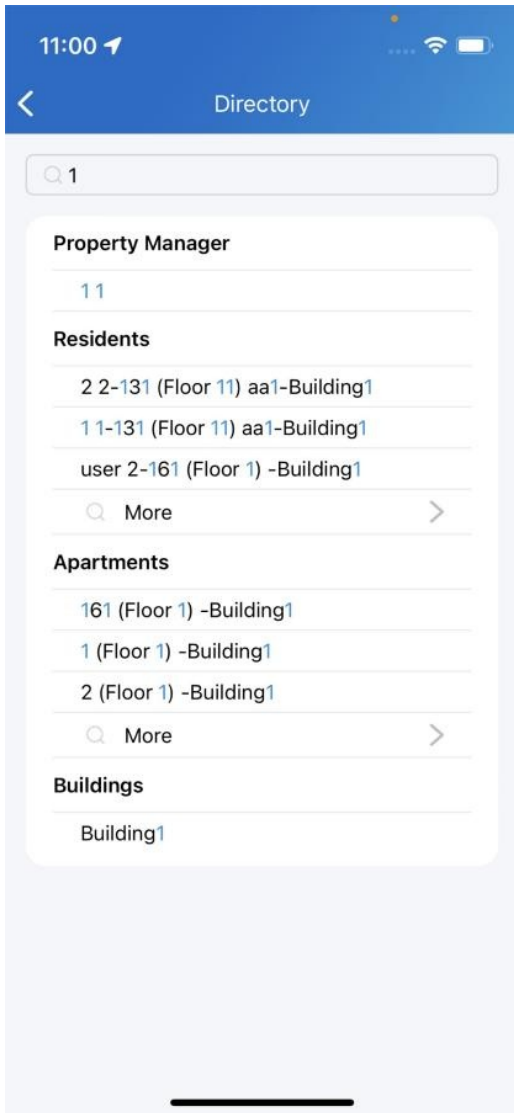 11:00
Directory
1
Property Manager
1 1
Residents
2 2-131 (Floor 11) aa1-Building1
1 1-131 (Floor 11) aa1-Building1
user 2-161 (Floor 1) -Building1
More
Apartments
161 (Floor 1) -Building1
1 (Floor 1) -Building1
2 (Floor 1) -Building1
More
Buildings
Building1